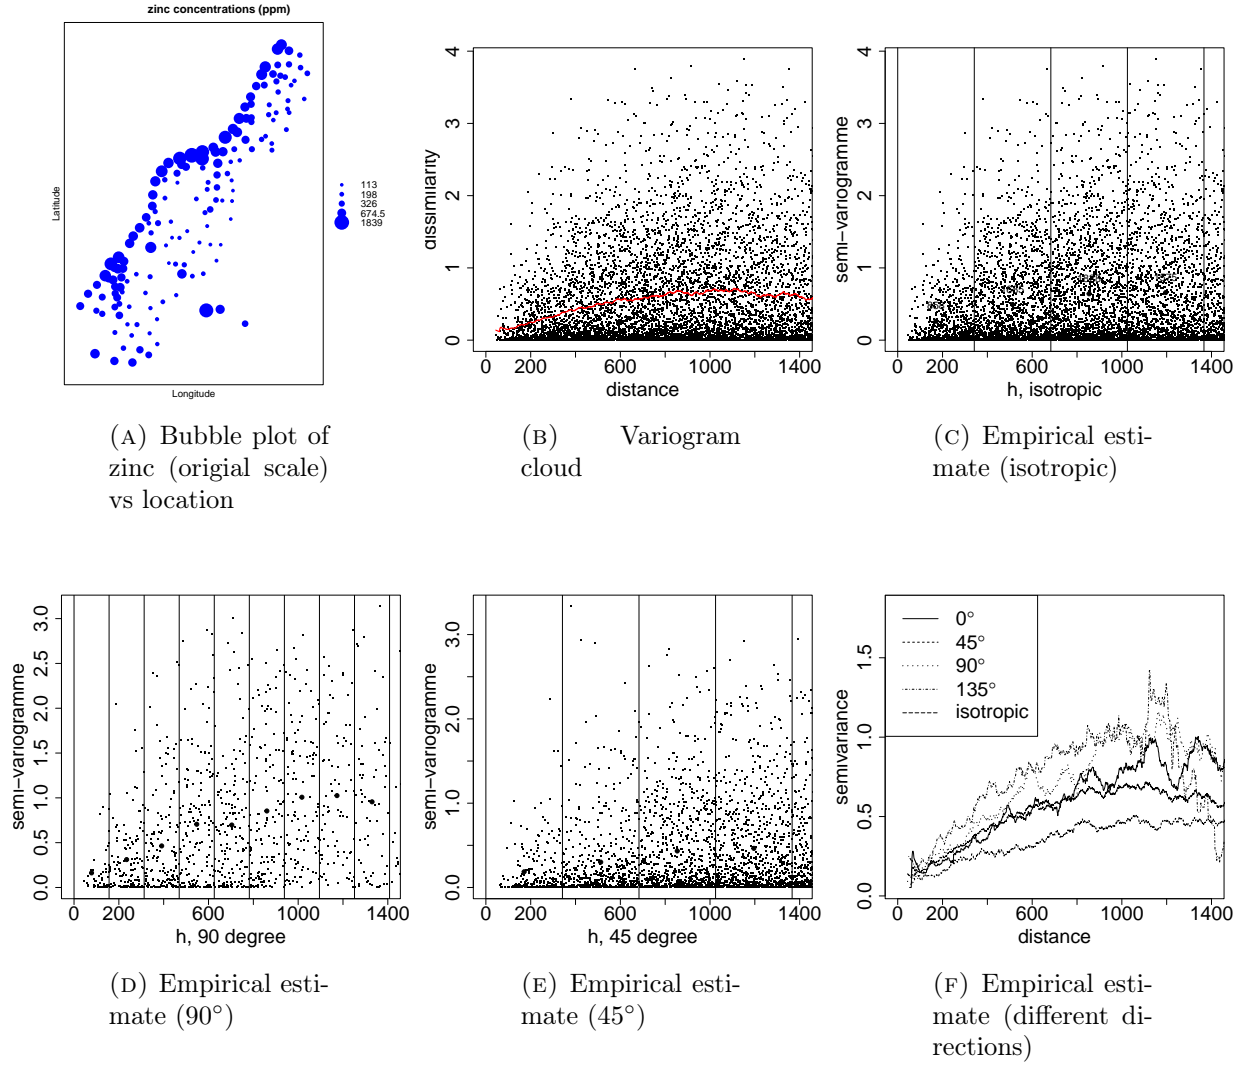 zinc concentrations (ppm)
Latitude
Longitude
113
198
326
674.5
1839
(A) Bubble plot of
zinc (origial scale)
vs location
dissimilarity
0
1
2
3
4
0 200 600 1000 1400
distance
(B) Variogram
cloud
semi−variogramme
0
1
2
3
4
0 200 600 1000 1400
h, isotropic
(C) Empirical esti-
mate (isotropic)
semi−variogramme
0.0
0.5
1.0
1.5
2.0
2.5
3.0
0 200 600 1000 1400
h, 90 degree
(D) Empirical esti-
mate (90°)
semi−variogramme
0.0
1.0
2.0
3.0
0 200 600 1000 1400
h, 45 degree
(E) Empirical esti-
mate (45°)
semivariance
0.0
0.5
1.0
1.5
0°
45°
90°
135°
isotropic
0 200 600 1000 1400
distance
(F) Empirical esti-
mate (different di-
rections)